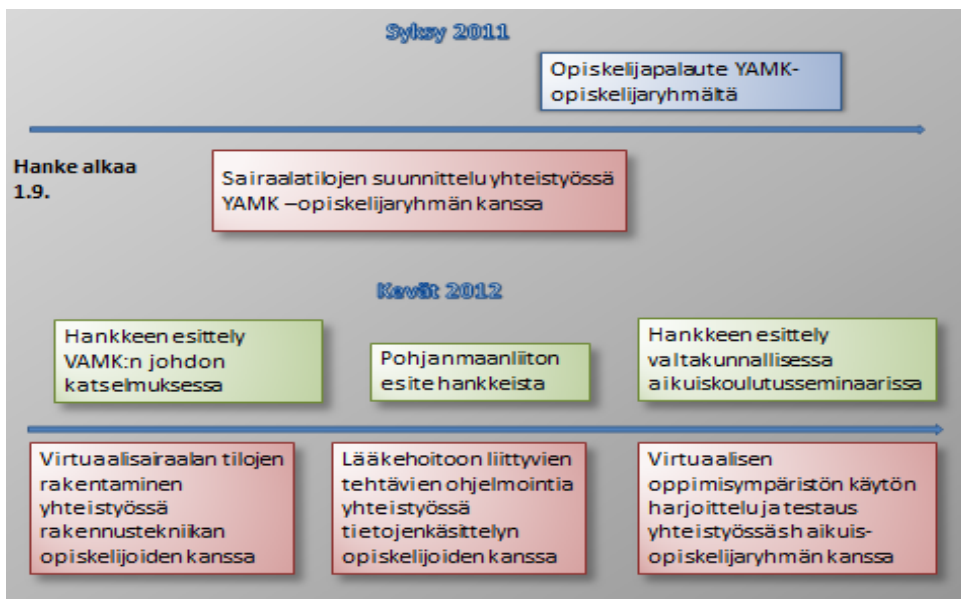 Syksy 2011
Opiskelijapalaute YAMK-
opiskelijaryhmältä
Hanke alkaa
1.9.
Sairaalatilojen suunnittelu yhteistyössä
YAMK –opiskelijaryhmän kanssa
Kevät 2012
Hankkeen esittely
VAMK:n johdon
katselmuksessa
Pohjanmaanliiton
esite hankkeista
Hankkeen esittely
valtakunnallisessa
aikuiskoulutusseminaarissa
Virtuaalisairaalan tilojen
rakentaminen
yhteistyössä
rakennustekniikan
opiskelijoiden kanssa
Lääkehoitoon liittyvien
tehtävien ohjelmointia
yhteistyössä
tietojenkäsittelyn
opiskelijoiden kanssa
Virtuaalisen
oppimisympäristön käytön
harjoittelu ja testaus
yhteistyössä sh aikuis-
opiskelijaryhmän kanssa